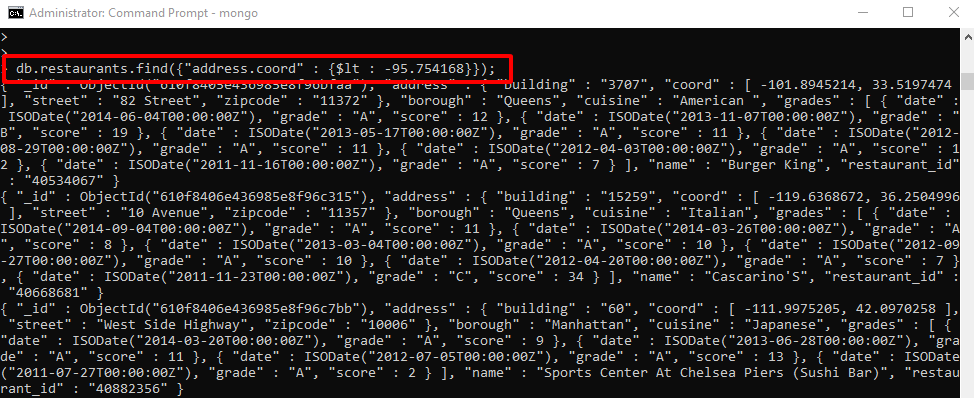 Administrator: Command Prompt - mongo
>
>
> db.restaurants.find({"address.coord" : {$lt : -95.754168}});
{ "_id" : ObjectId("610f8405e436985e8f96bfaa"), "address" : { "building" : "3707", "coord" : [ -101.8945214, 33.5197474
], "street" : "82 Street", "zipcode" : "11372" }, "borough" : "Queens", "cuisine" : "American ", "grades" : [ { "date" :
ISODate("2014-06-04T00:00:00Z"), "grade" : "A", "score" : 12 }, { "date" : ISODate("2013-11-07T00:00:00Z"), "grade" : "
B", "score" : 19 }, { "date" : ISODate("2013-05-17T00:00:00Z"), "grade" : "A", "score" : 11 }, { "date" : ISODate("2012-
08-29T00:00:00Z"), "grade" : "A", "score" : 11 }, { "date" : ISODate("2012-04-03T00:00:00Z"), "grade" : "A", "score" : 1
2 }, { "date" : ISODate("2011-11-16T00:00:00Z"), "grade" : "A", "score" : 7 } ], "name" : "Burger King", "restaurant_id"
: "40534067" }
{ "_id" : ObjectId("610f8406e436985e8f96c315"), "address" : { "building" : "15259", "coord" : [ -119.6368672, 36.2504996
], "street" : "10 Avenue", "zipcode" : "11357" }, "borough" : "Queens", "cuisine" : "Italian", "grades" : [ { "date" :
ISODate("2014-09-04T00:00:00Z"), "grade" : "A", "score" : 11 }, { "date" : ISODate("2014-03-26T00:00:00Z"), "grade" : "A
", "score" : 8 }, { "date" : ISODate("2013-03-04T00:00:00Z"), "grade" : "A", "score" : 10 }, { "date" : ISODate("2012-09
-27T00:00:00Z"), "grade" : "A", "score" : 10 }, { "date" : ISODate("2012-04-20T00:00:00Z"), "grade" : "A", "score" : 7 }
, { "date" : ISODate("2011-11-23T00:00:00Z"), "grade" : "C", "score" : 34 } ], "name" : "Cascarino'S", "restaurant_id" :
"40668681" }
{ "_id" : ObjectId("610f8406e436985e8f96c7bb"), "address" : { "building" : "60", "coord" : [ -111.9975205, 42.0970258 ],
"street" : "West Side Highway", "zipcode" : "10006" }, "borough" : "Manhattan", "cuisine" : "Japanese", "grades" : [ {
"date" : ISODate("2014-03-20T00:00:00Z"), "grade" : "A", "score" : 9 }, { "date" : ISODate("2013-06-28T00:00:00Z"), "gra
de" : "A", "score" : 11 }, { "date" : ISODate("2012-07-05T00:00:00Z"), "grade" : "A", "score" : 13 }, { "date" : ISODate
("2011-07-27T00:00:00Z"), "grade" : "A", "score" : 2 } ], "name" : "Sports Center At Chelsea Piers (Sushi Bar)", "restau
rant_id" : "40882356" }